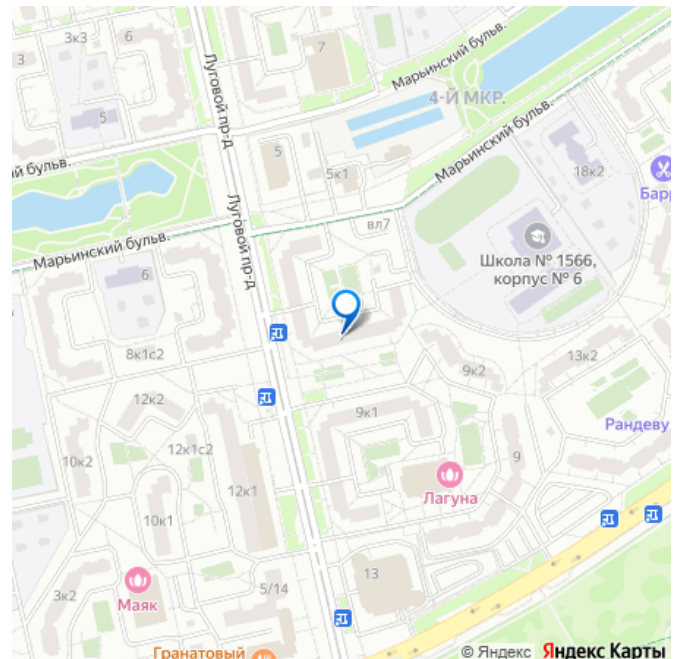 3к3
6
3
7
Луговой пр-д
Марьинский бульв.
4-Й МКР.
5
5
5к1
Марьинский бульв.
18к2
Барр
й бульв.
Луговой пр-д
вл7
Марьинский бульв.
Школа № 1566,
корпус № 6
6
8к1с2
13к2
9к2
12к2
9к1
Рандеву
12к1с2
10к2
9
12к1
Лагуна
10к1
13
5/14
3к2
Маяк
Гранатовый
© Яндекс Яндекс Карты